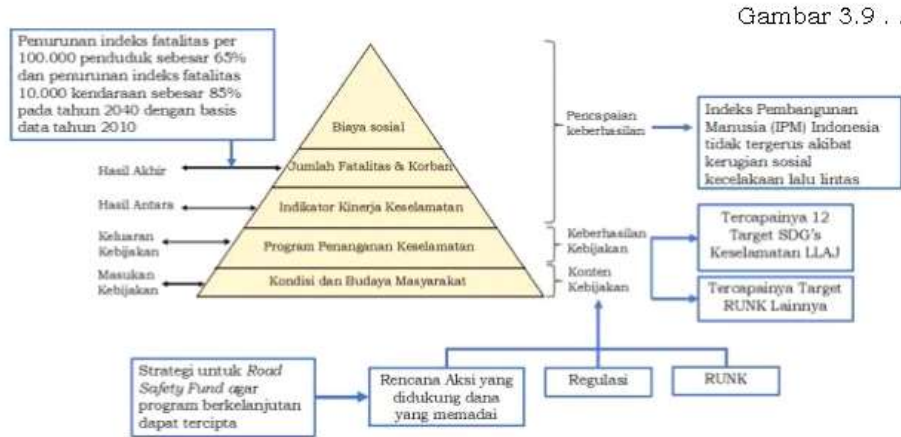 Gambar 3.9 . .
Penurunan indeks fatalitas per
100.000 penduduk sebesar 65%
dan penurunan indeks fatalitas
10.000 kendaraan sebesar 85%
pada tahun 2040 dengan basis
data tahun 2010
Biaya sosial
Jumlah Fatalitas & Korban
Indikator Kinerja Keselamatan
Program Penanganan Keselamatan
Kondisi dan Budaya Masyarakat
Hasil Akhir
Hasil Antara
Keluaran
Kebijakan
Masukan
Kebijakan
Pencapaian
keberhasilan
Keberhasilan
Kebijakan
Konten
Kebijakan
Indeks Pembangunan
Manusia (IPM) Indonesia
tidak tergerus akibat
kerugian sosial
kecelakaan lalu lintas
Tercapainya 12
Target SDG's
Keselamatan LLAJ
Tercapainya Target
RUNK Lainnya
Strategi untuk Road
Safety Fund agar
program berkelanjutan
dapat tercipta
Rencana Aksi yang
didukung dana
yang memadai
Regulasi
RUNK